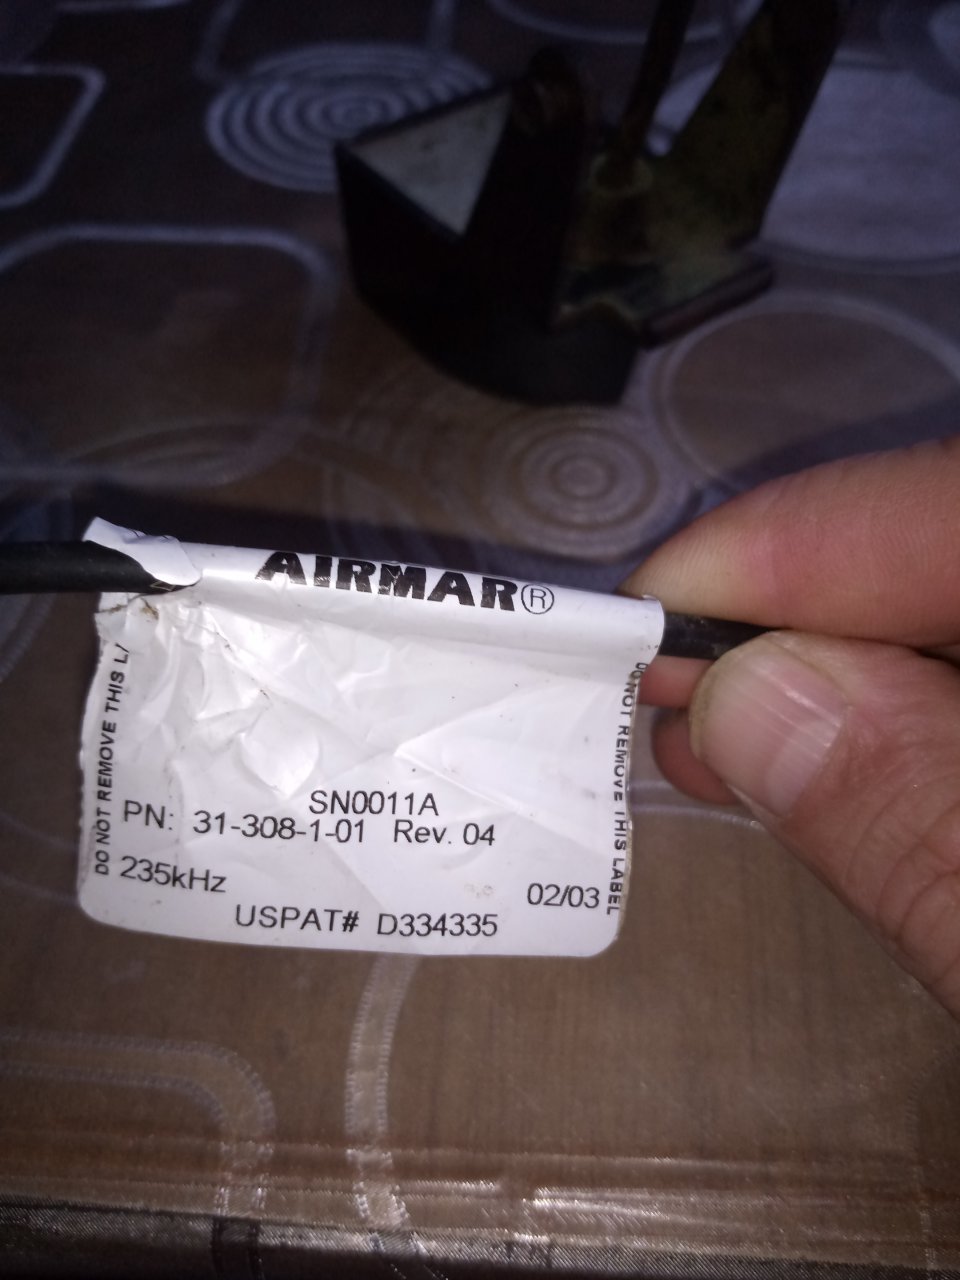 AIRMAR®
DO NOT REMOVE THIS
SN0011A
PN: 31-308-1-01 Rev. 04
235kHz
02/03
USPAT# D334335
DO NOT REMOVE THIS LABEL